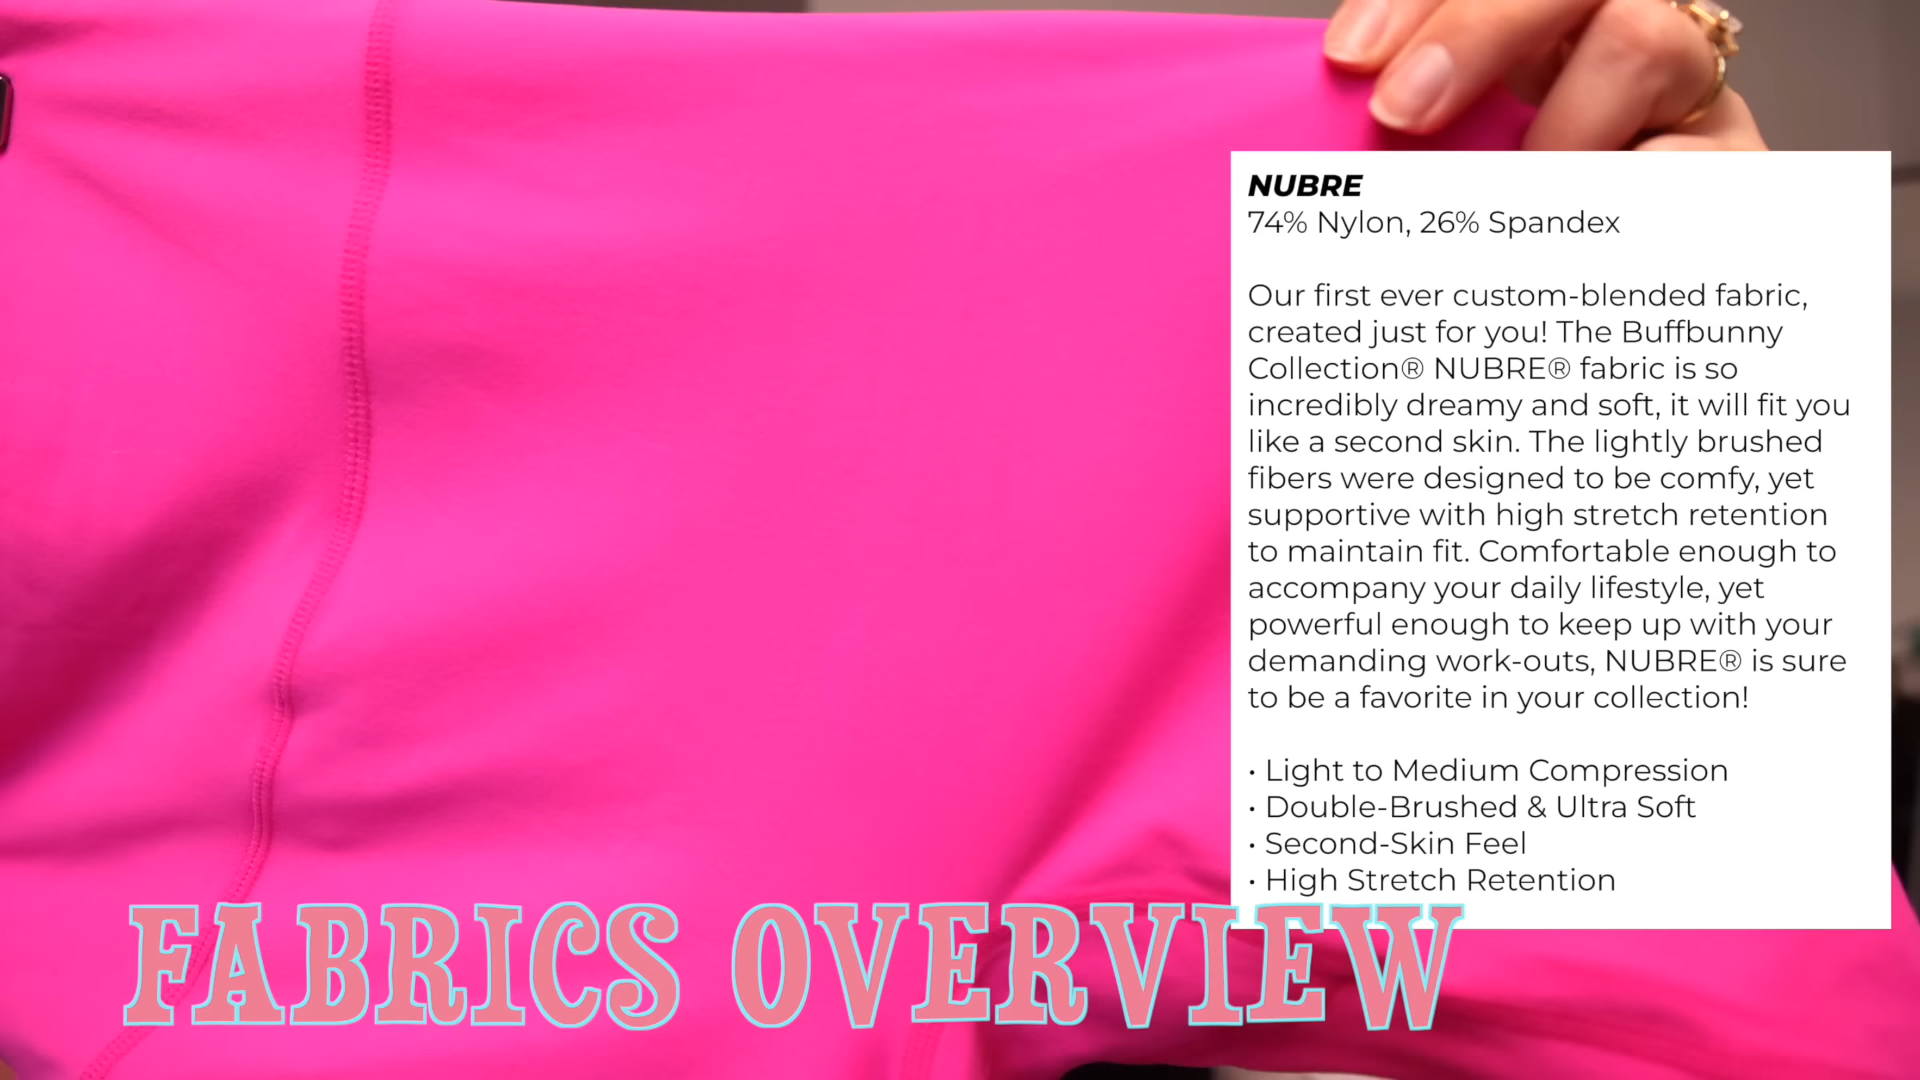 NUBRE
74% Nylon, 26% Spandex
Our first ever custom-blended fabric,
created just for you! The Buffbunny
Collection® NUBRE® fabric is so
incredibly dreamy and soft, it will fit you
like a second skin. The lightly brushed
fibers were designed to be comfy, yet
supportive with high stretch retention
to maintain fit. Comfortable enough to
accompany your daily lifestyle, yet
powerful enough to keep up with your
demanding work-outs, NUBRE® is sure
to be a favorite in your collection!
• Light to Medium Compression
• Double-Brushed & Ultra Soft
• Second-Skin Feel
• High Stretch Retention
FABRICS OVERVIEW